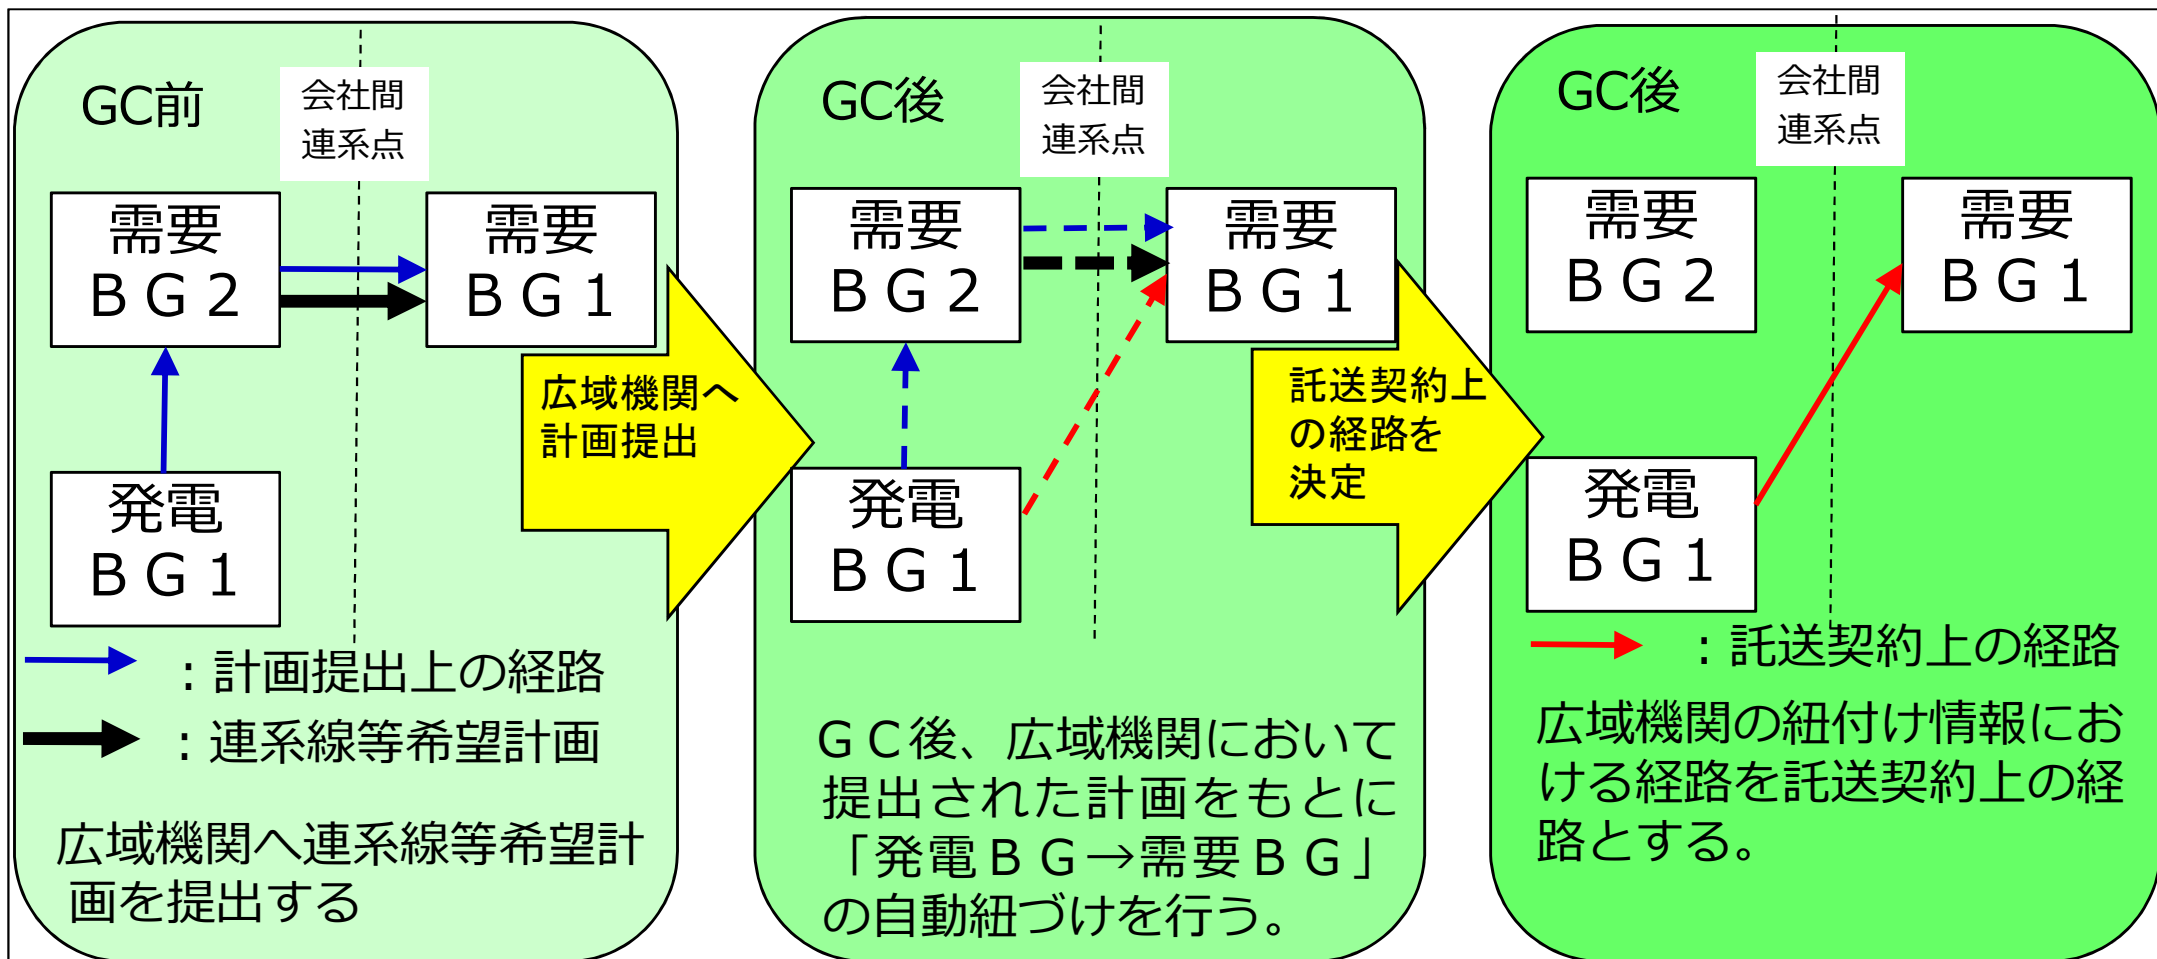 GC前
会社間
連系点
需要
ＢＧ２
需要
ＢＧ１
発電
ＢＧ１
：計画提出上の経路
：連系線等希望計画
広域機関へ連系線等希望計
画を提出する
広域機関へ
計画提出
GC後
会社間
連系点
需要
ＢＧ２
需要
ＢＧ１
発電
ＢＧ１
ＧＣ後、広域機関において
提出された計画をもとに
「発電ＢＧ→需要ＢＧ」
の自動紐づけを行う。
託送契約上
の経路を
決定
GC後
会社間
連系点
需要
ＢＧ２
需要
ＢＧ１
発電
ＢＧ１
：託送契約上の経路
広域機関の紐付け情報にお
ける経路を託送契約上の経
路とする。